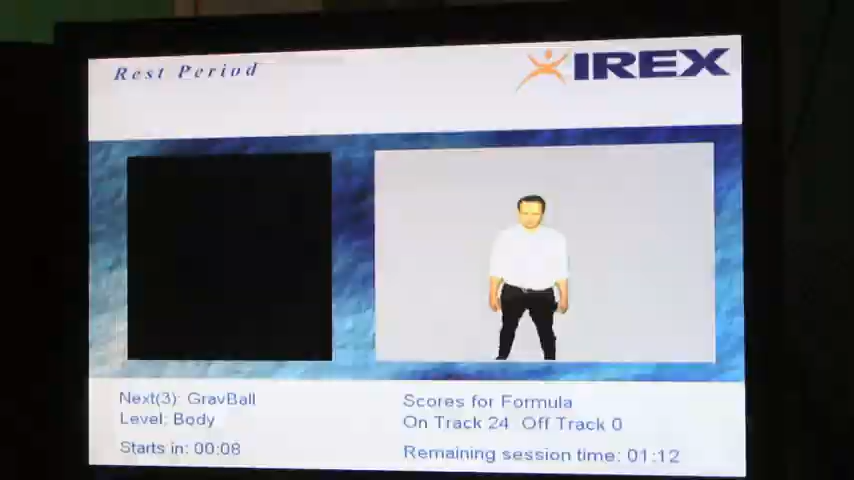 Rest Period
IREX
Next(3): GravBall
Level: Body
Starts in: 00:08
Scores for Formula
On Track 24 Off Track 0
Remaining session time: 01:12